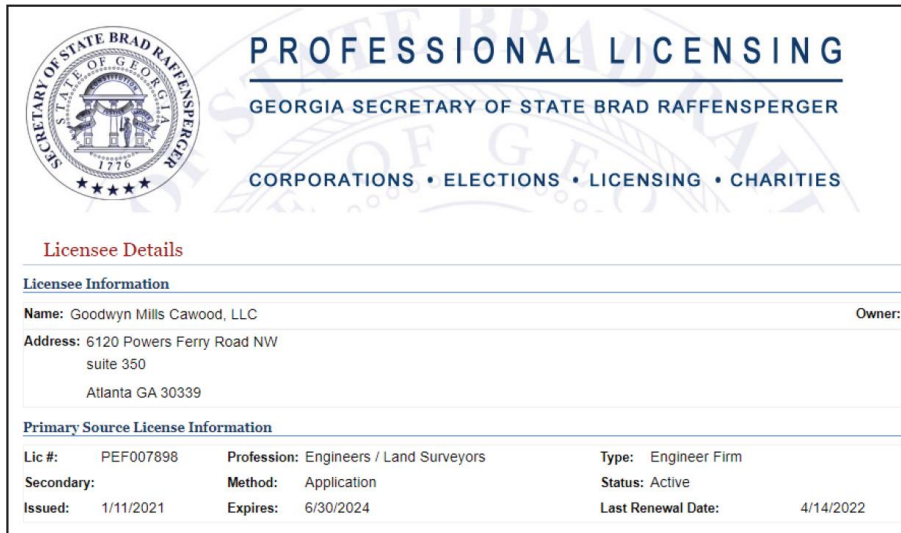 SECRETARY OF STATE BRAD RAFFENSPERGER
STATE OF GEORGIA
CONSTITUTION
1776
PROFESSIONAL LICENSING
GEORGIA SECRETARY OF STATE BRAD RAFFENSPERGER
CORPORATIONS • ELECTIONS • LICENSING • CHARITIES
Licensee Details
Licensee Information
Name: Goodwyn Mills Cawood, LLC Owner:
Address: 6120 Powers Ferry Road NW
suite 350
Atlanta GA 30339
Primary Source License Information
Lic #: PEF007898 Profession: Engineers / Land Surveyors Type: Engineer Firm
Secondary: Method: Application Status: Active
Issued: 1/11/2021 Expires: 6/30/2024 Last Renewal Date: 4/14/2022